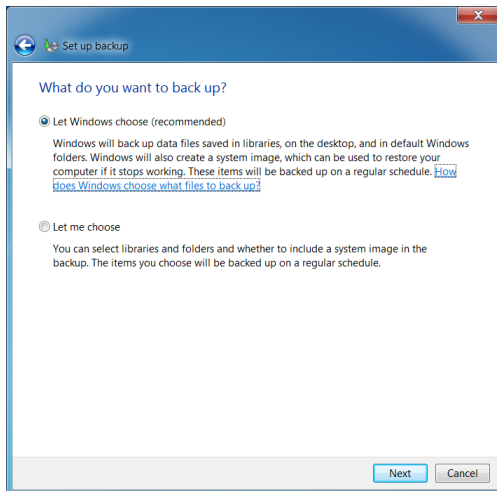 Set up backup
What do you want to back up?
Let Windows choose (recommended)
Windows will back up data files saved in libraries, on the desktop, and in default Windows
folders. Windows will also create a system image, which can be used to restore your
computer if it stops working. These items will be backed up on a regular schedule. How
does Windows choose what files to back up?
Let me choose
You can select libraries and folders and whether to include a system image in the
backup. The items you choose will be backed up on a regular schedule.
Next Cancel